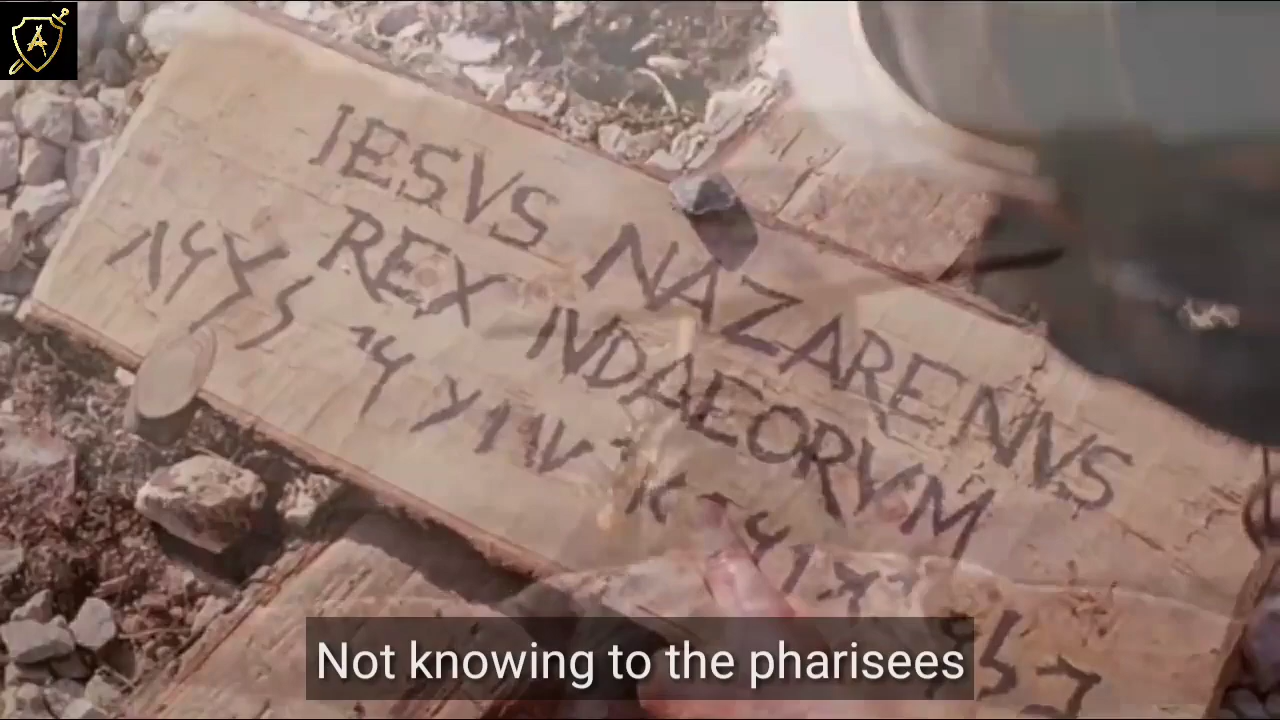 IESVS NAZARENVS
REX IVDAEORVM
Not knowing to the pharisees